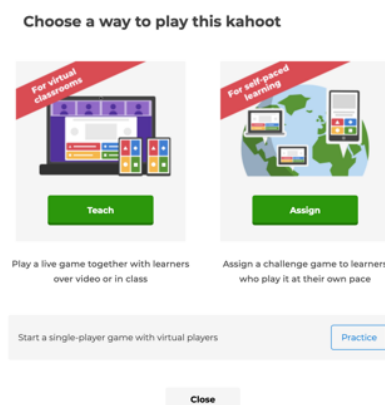 Choose a way to play this kahoot
For virtual
classrooms
For self-paced
learning
Teach
Assign
Play a live game together with learners
over video or in class
Assign a challenge game to learners
who play it at their own pace
Start a single-player game with virtual players
Practice
Close